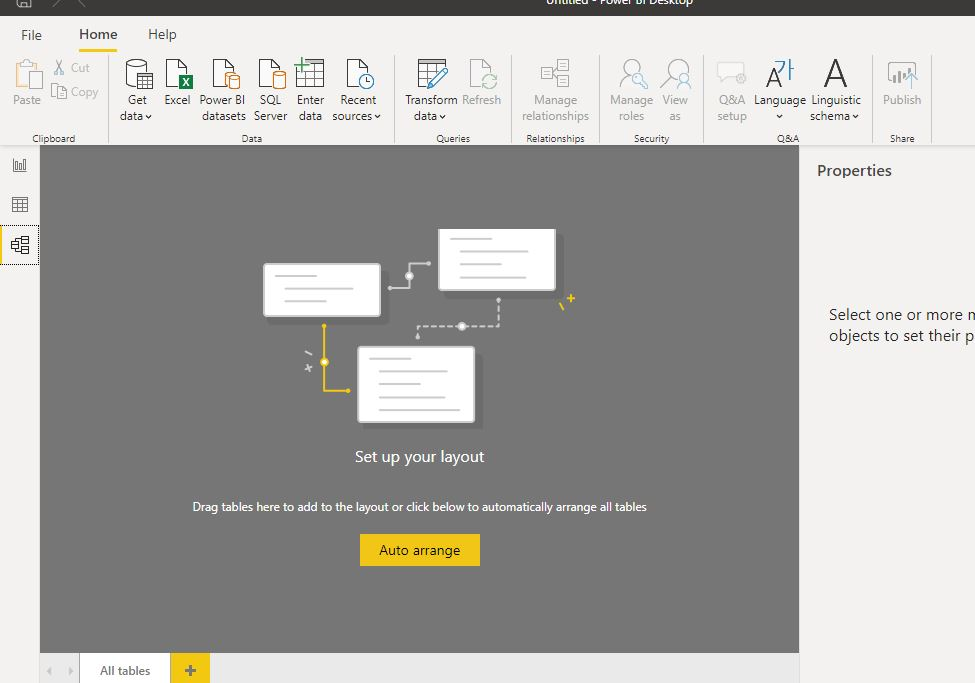 Untitled - Power BI Desktop
File Home Help
Paste
Cut
Copy
Clipboard
Get data
Excel
Power BI datasets
SQL Server
Enter data
Recent sources
Data
Transform data
Refresh
Queries
Manage relationships
Relationships
Manage roles
View as
Security
Q&A setup
Language
Linguistic schema
Q&A
Publish
Share
Properties
Select one or more
objects to set their
Set up your layout
Drag tables here to add to the layout or click below to automatically arrange all tables
Auto arrange
All tables